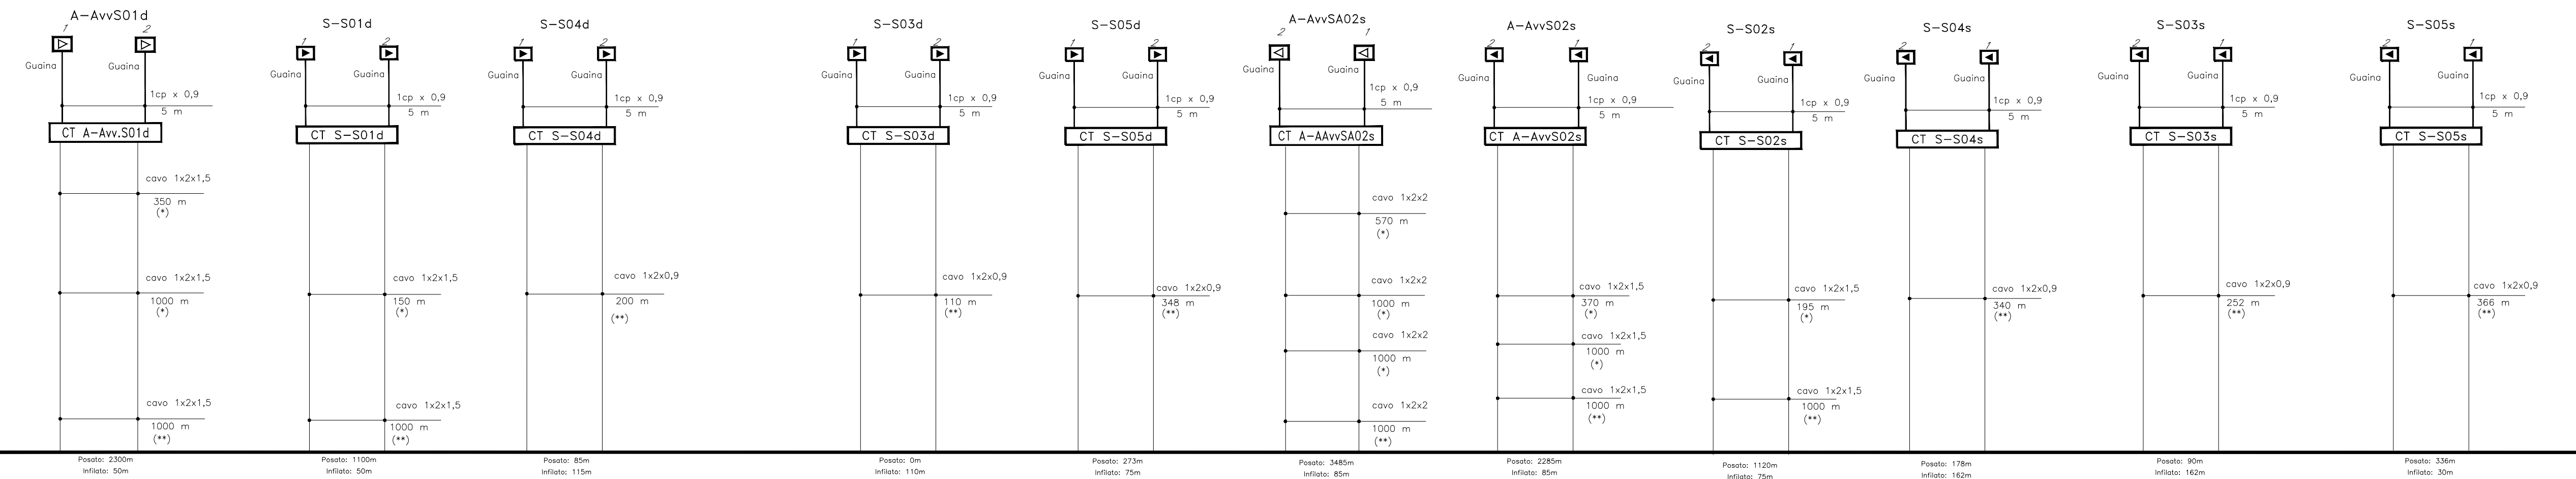 A-AvvS01d
1 2
Guaina Guaina
1cp x 0,9
5 m
CT A-Avv.S01d
cavo 1x2x1,5
350 m
(*)
cavo 1x2x1,5
1000 m
(*)
cavo 1x2x1,5
1000 m
(**)
Posato: 2300m
Infilato: 50m
S-S01d
1 2
Guaina Guaina
1cp x 0,9
5 m
CT S-S01d
cavo 1x2x1,5
150 m
(*)
cavo 1x2x1,5
1000 m
(**)
Posato: 1100m
Infilato: 50m
S-S04d
1 2
Guaina Guaina
1cp x 0,9
5 m
CT S-S04d
cavo 1x2x0,9
200 m
(**)
Posato: 85m
Infilato: 115m
S-S03d
1 2
Guaina Guaina
1cp x 0,9
5 m
CT S-S03d
cavo 1x2x0,9
110 m
(**)
Posato: 0m
Infilato: 110m
S-S05d
1 2
Guaina Guaina
1cp x 0,9
5 m
CT S-S05d
cavo 1x2x0,9
348 m
(**)
Posato: 273m
Infilato: 75m
A-AvvSA02s
2 1
Guaina Guaina
1cp x 0,9
5 m
CT A-AAvvSA02s
cavo 1x2x2
570 m
(*)
cavo 1x2x2
1000 m
(*)
cavo 1x2x2
1000 m
(*)
cavo 1x2x2
1000 m
(**)
Posato: 3485m
Infilato: 85m
A-AvvS02s
2 1
Guaina Guaina
1cp x 0,9
5 m
CT A-AvvS02s
cavo 1x2x1,5
370 m
(*)
cavo 1x2x1,5
1000 m
(*)
cavo 1x2x1,5
1000 m
(**)
Posato: 2285m
Infilato: 85m
S-S02s
2 1
Guaina Guaina
1cp x 0,9
5 m
CT S-S02s
cavo 1x2x1,5
195 m
(*)
cavo 1x2x1,5
1000 m
(**)
Posato: 1120m
Infilato: 75m
S-S04s
2 1
Guaina Guaina
1cp x 0,9
5 m
CT S-S04s
cavo 1x2x0,9
340 m
(**)
Posato: 178m
Infilato: 162m
S-S03s
2 1
Guaina Guaina
1cp x 0,9
5 m
CT S-S03s
cavo 1x2x0,9
252 m
(**)
Posato: 90m
Infilato: 162m
S-S05s
2 1
Guaina Guaina
1cp x 0,9
5 m
CT S-S05s
cavo 1x2x0,9
366 m
(**)
Posato: 336m
Infilato: 30m